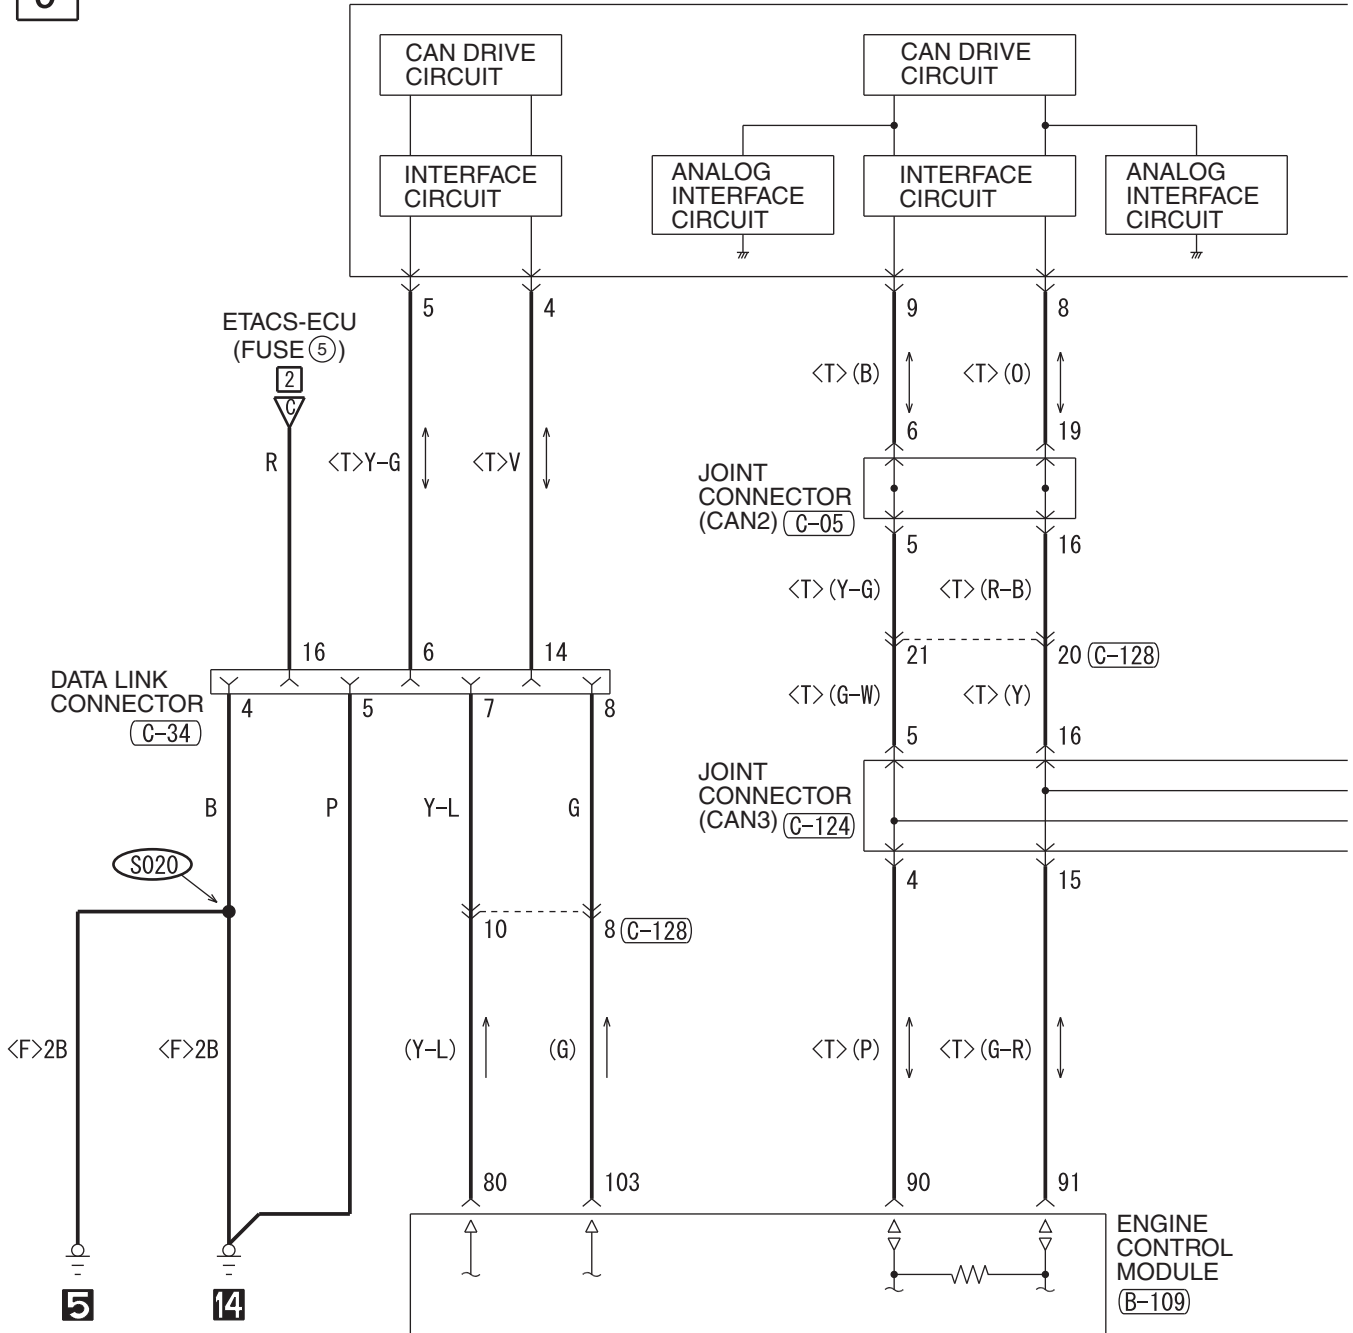 CAN DRIVE
CIRCUIT
CAN DRIVE
CIRCUIT
INTERFACE
CIRCUIT
ANALOG
INTERFACE
CIRCUIT
INTERFACE
CIRCUIT
ANALOG
INTERFACE
CIRCUIT
5
4
9
8
ETACS-ECU
(FUSE 5)
2
C
<T>(B)
<T>(O)
6
19
R
<T>Y-G
<T>V
JOINT
CONNECTOR
(CAN2) C-05
5
16
<T>(Y-G)
<T>(R-B)
16
6
14
21
20 C-128
DATA LINK
CONNECTOR
C-34
4
5
7
8
<T>(G-W)
<T>(Y)
5
16
JOINT
CONNECTOR
(CAN3) C-124
B
P
Y-L
G
S020
4
15
10
8 C-128
<F>2B
<F>2B
(Y-L)
(G)
<T>(P)
<T>(G-R)
80
103
90
91
ENGINE
CONTROL
MODULE
B-109
5
14